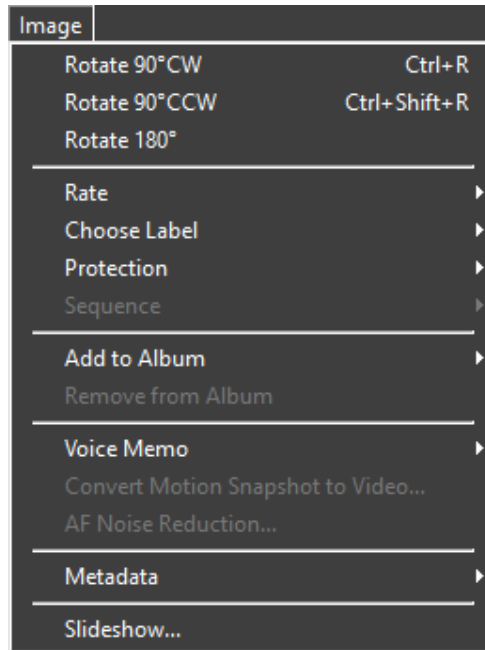 Image
Rotate 90°CW Ctrl+R
Rotate 90°CCW Ctrl+Shift+R
Rotate 180°
Rate
Choose Label
Protection
Sequence
Add to Album
Remove from Album
Voice Memo
Convert Motion Snapshot to Video...
AF Noise Reduction...
Metadata
Slideshow...